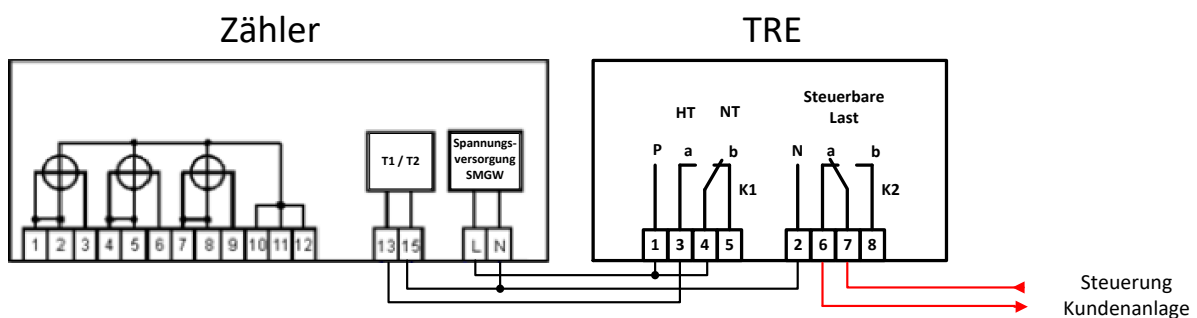 Zähler
TRE
T1 / T2
Spannungs-
versorgung
SMGW
Steuerbare
Last
HT NT
P a b
K1
N a b
K2
1 2 3 4 5 6 7 8 9 10 11 12
13 15
L N
1 3 4 5
2 6 7 8
Steuerung
Kundenanlage